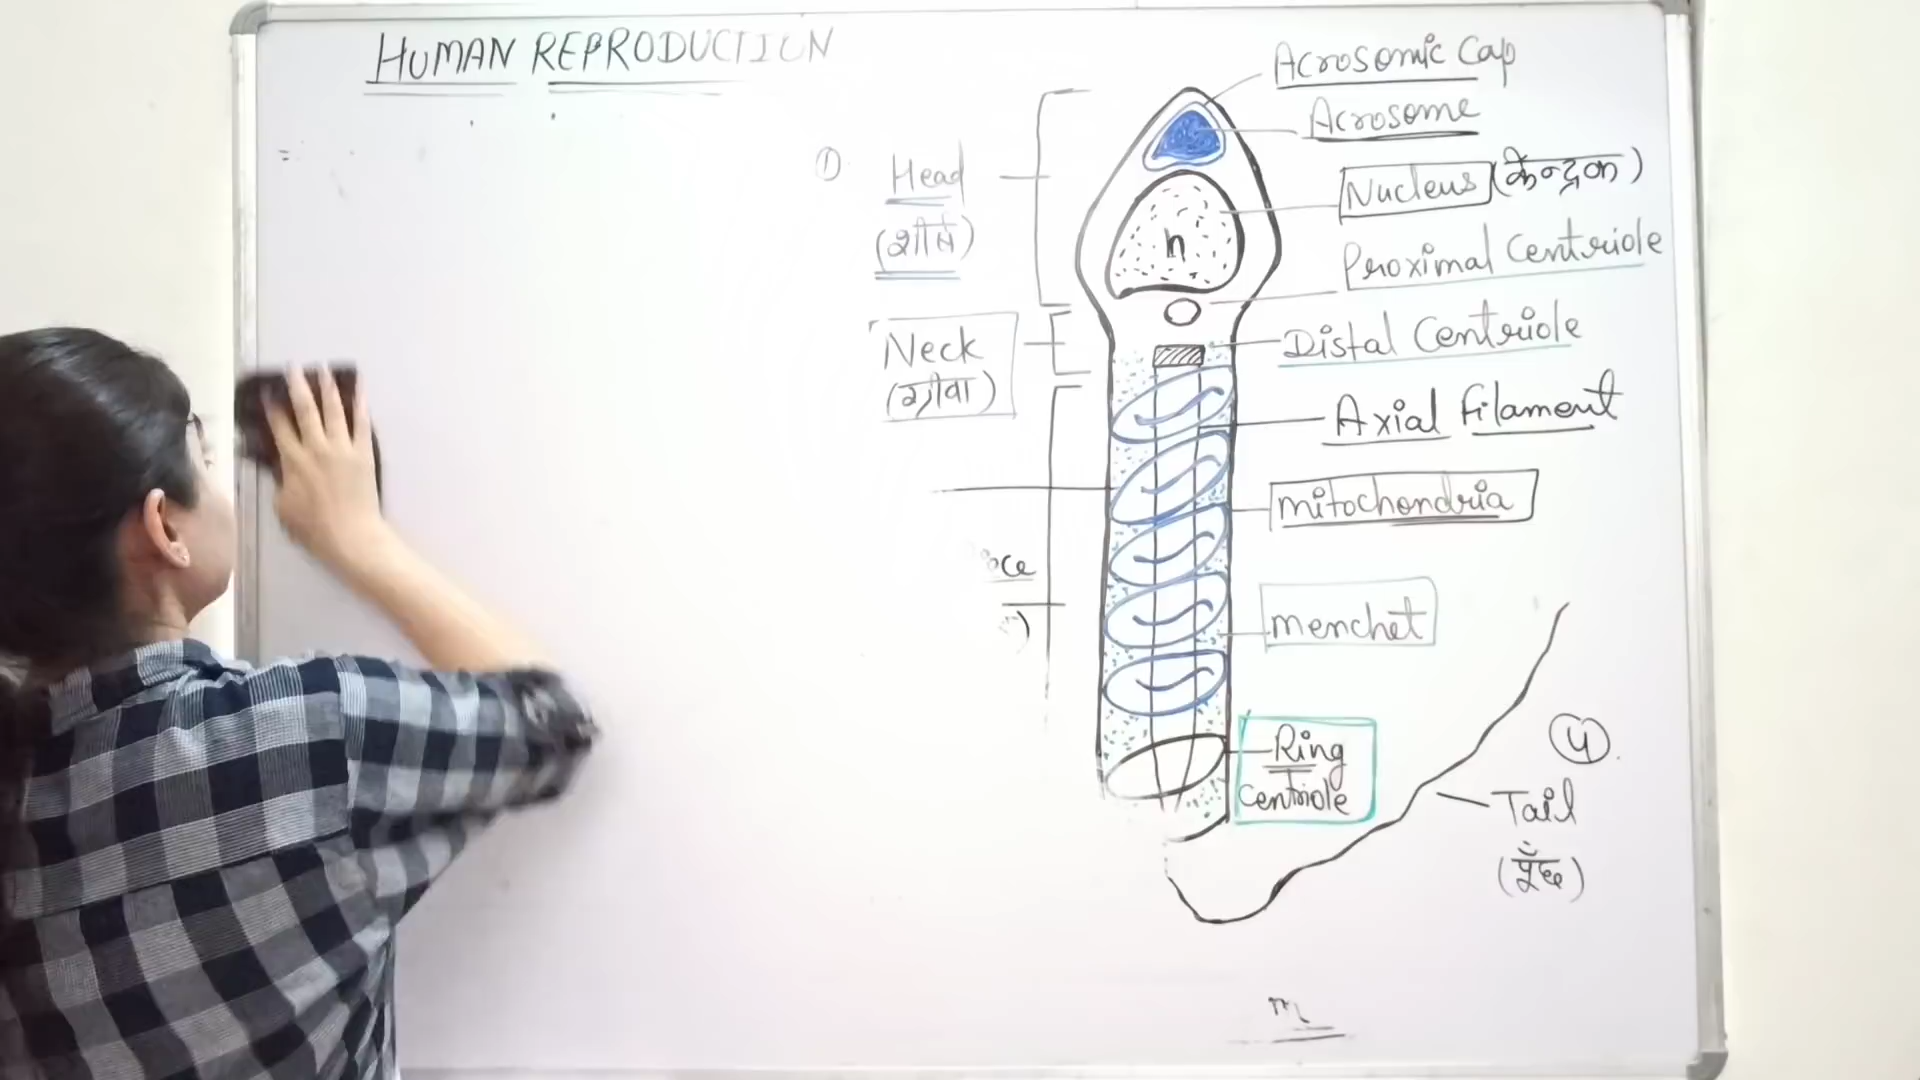 HUMAN REPRODUCTION
Acrosomic Cap
Acrosome
①
Head
(शीर्ष)
Nucleus (केन्द्रक)
n
Proximal Centriole
Neck
(ग्रीवा)
Distal Centriole
Axial Filament
mitochondria
menchet
Ring
Centriole
④
Tail
(पूँछ)